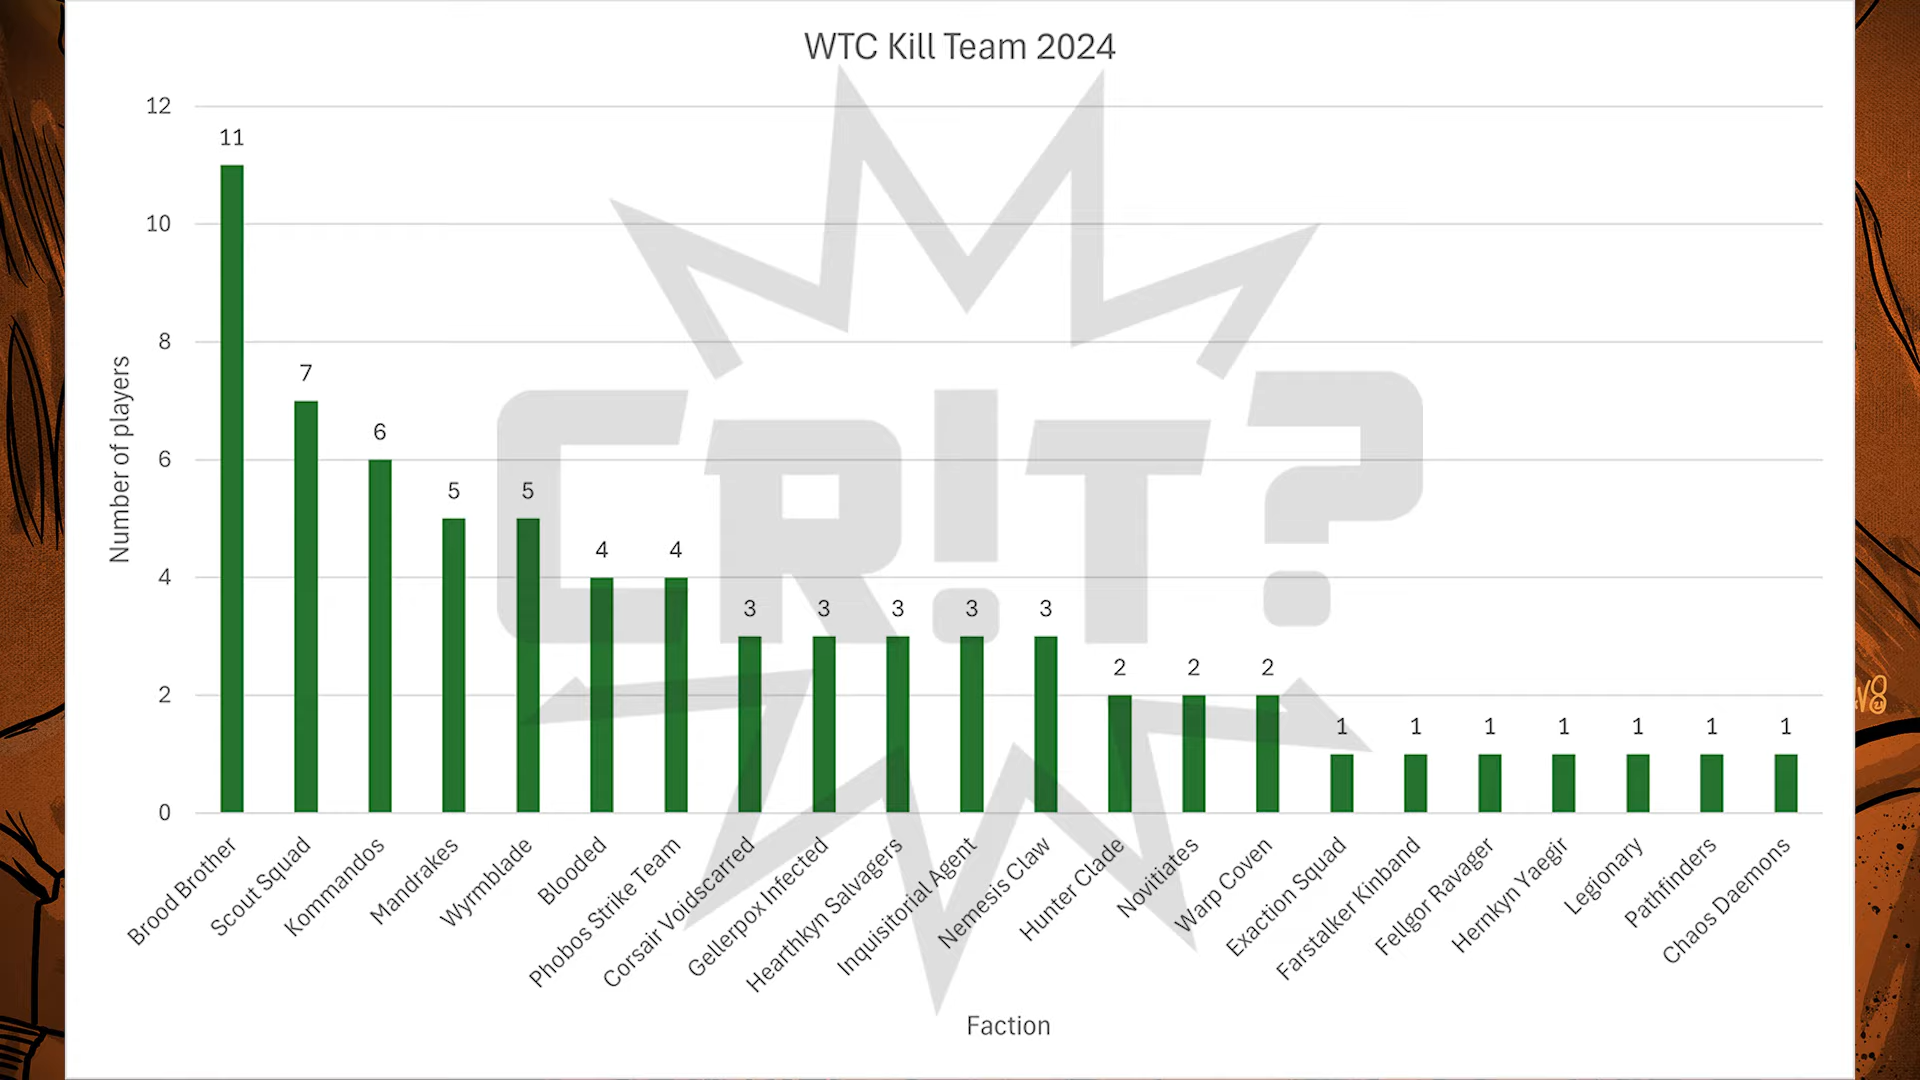 WTC Kill Team 2024
12
10
8
6
4
2
0
Number of players
11
7
6
5
5
4
4
3
3
3
3
3
2
2
2
1
1
1
1
1
1
1
CR!T?
Brood Brother
Scout Squad
Kommandos
Mandrakes
Wyrmblade
Blooded
Phobos Strike Team
Corsair Voidscarred
Gellerpox Infected
Hearthkyn Salvagers
Inquisitorial Agent
Nemesis Claw
Hunter Clade
Novitiates
Warp Coven
Exaction Squad
Farstalker Kinband
Fellgor Ravager
Hernkyn Yaegir
Legionary
Pathfinders
Chaos Daemons
Faction